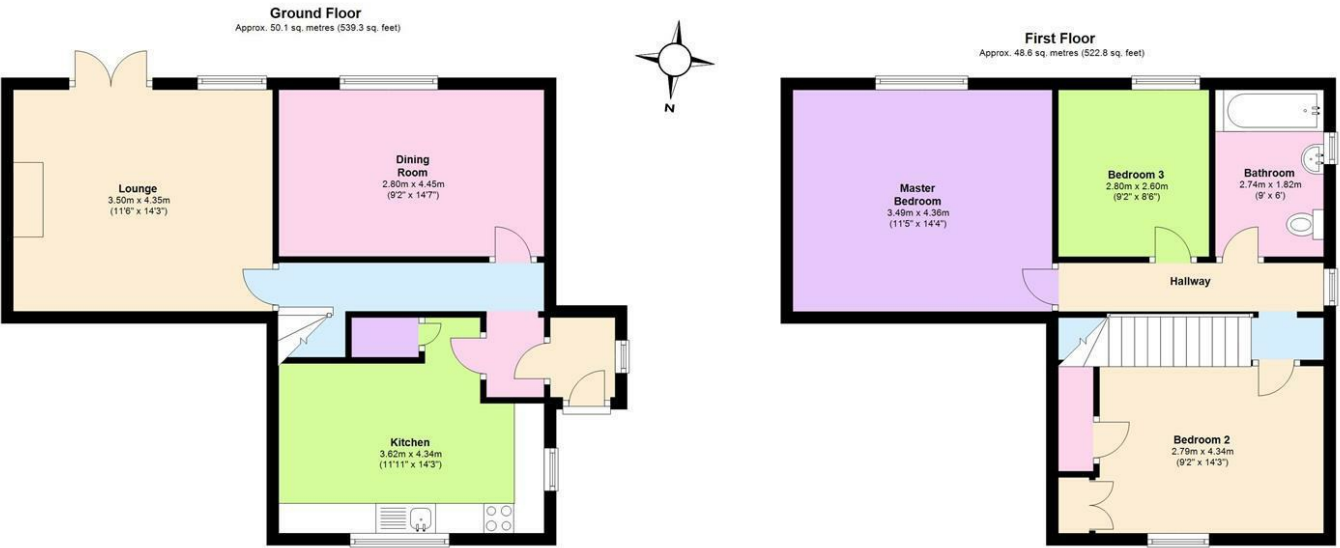 Ground Floor
Approx. 50.1 sq. metres (539.3 sq. feet)
Lounge
3.50m x 4.35m
(11'6" x 14'3")
Dining
Room
2.80m x 4.45m
(9'2" x 14'7")
Kitchen
3.62m x 4.34m
(11'11" x 14'3")
N
First Floor
Approx. 48.6 sq. metres (522.8 sq. feet)
Master
Bedroom
3.49m x 4.36m
(11'5" x 14'4")
Bedroom 3
2.80m x 2.60m
(9'2" x 8'6")
Bathroom
2.74m x 1.82m
(9' x 6')
Hallway
Bedroom 2
2.79m x 4.34m
(9'2" x 14'3")